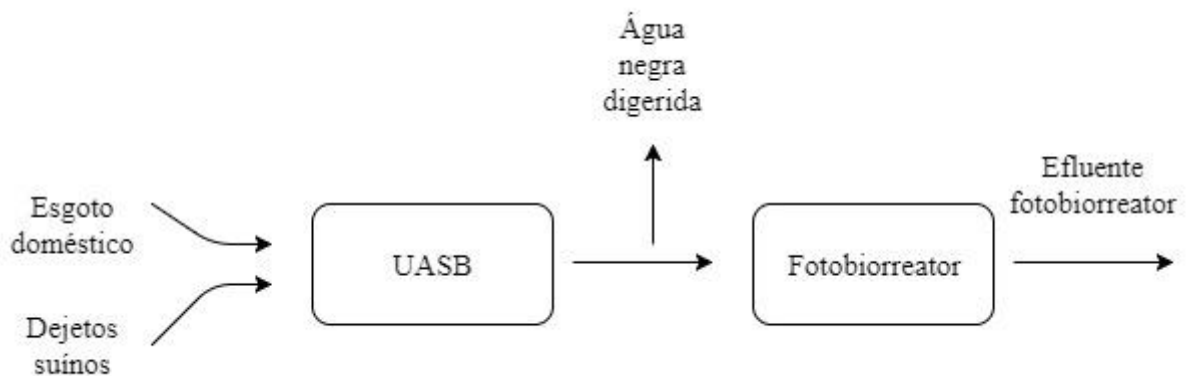 Água
negra
digerida
Esgoto
doméstico
Dejetos
suínos
UASB
Fotobiorreator
Efluente
fotobiorreator